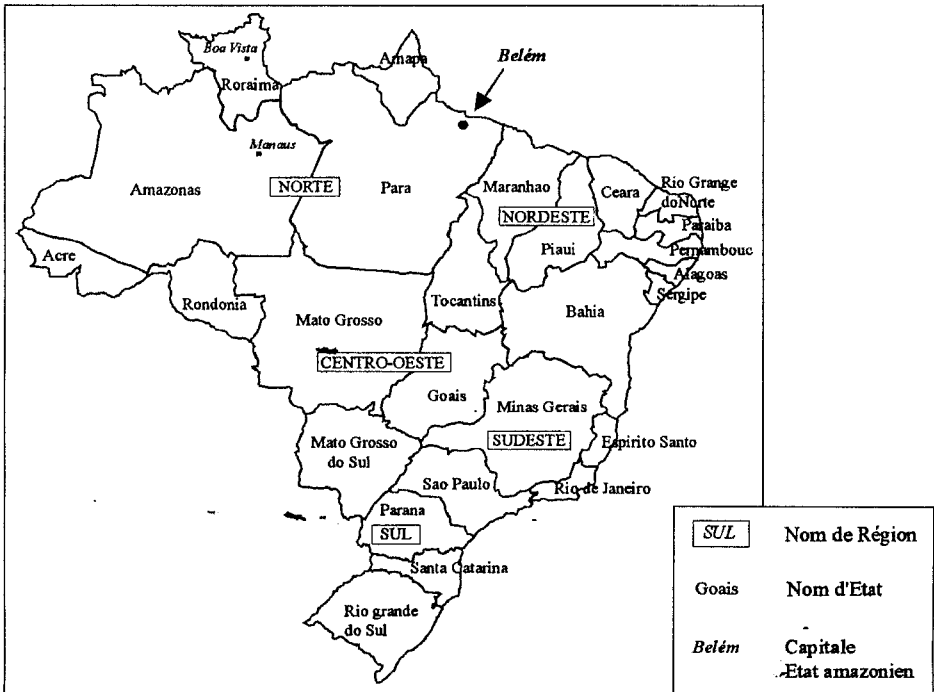 Boa Vista
Roraima
Amapa
Belém
Manaus
Amazonas
NORTE
Para
Maranhao
NORDESTE
Ceara
Rio Grange
doNorte
Paraiba
Pernambouc
Piaui
Alagoas
Sergipe
Acre
Rondonia
Mato Grosso
Tocantins
Bahia
CENTRO-OESTE
Goais
Minas Gerais
SUDESTE
Espirito Santo
Mato Grosso
do Sul
Sao Paulo
Rio de Janeiro
Parana
SUL
Santa Catarina
Rio grande
do Sul
SUL Nom de Région
Goais Nom d'Etat
Belém Capitale
Etat amazonien